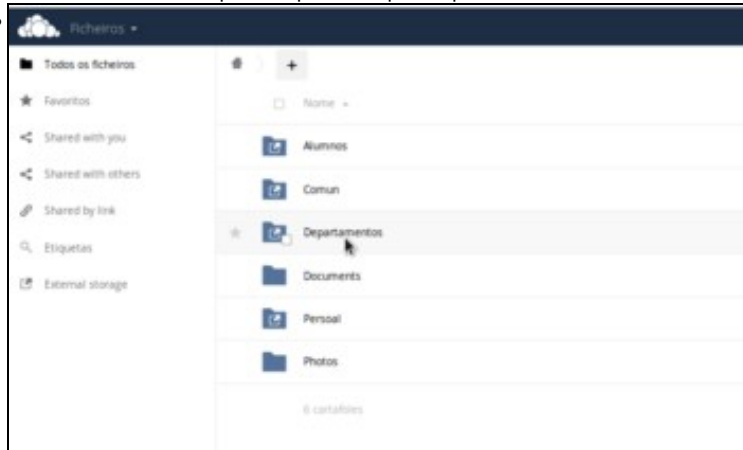 Ficheiros
Todos os ficheiros
Favoritos
Shared with you
Shared with others
Shared by link
Etiquetas
External storage
+
Nome
Alumnos
Comun
Departamentos
Documents
Persoal
Photos
6 cartafoles